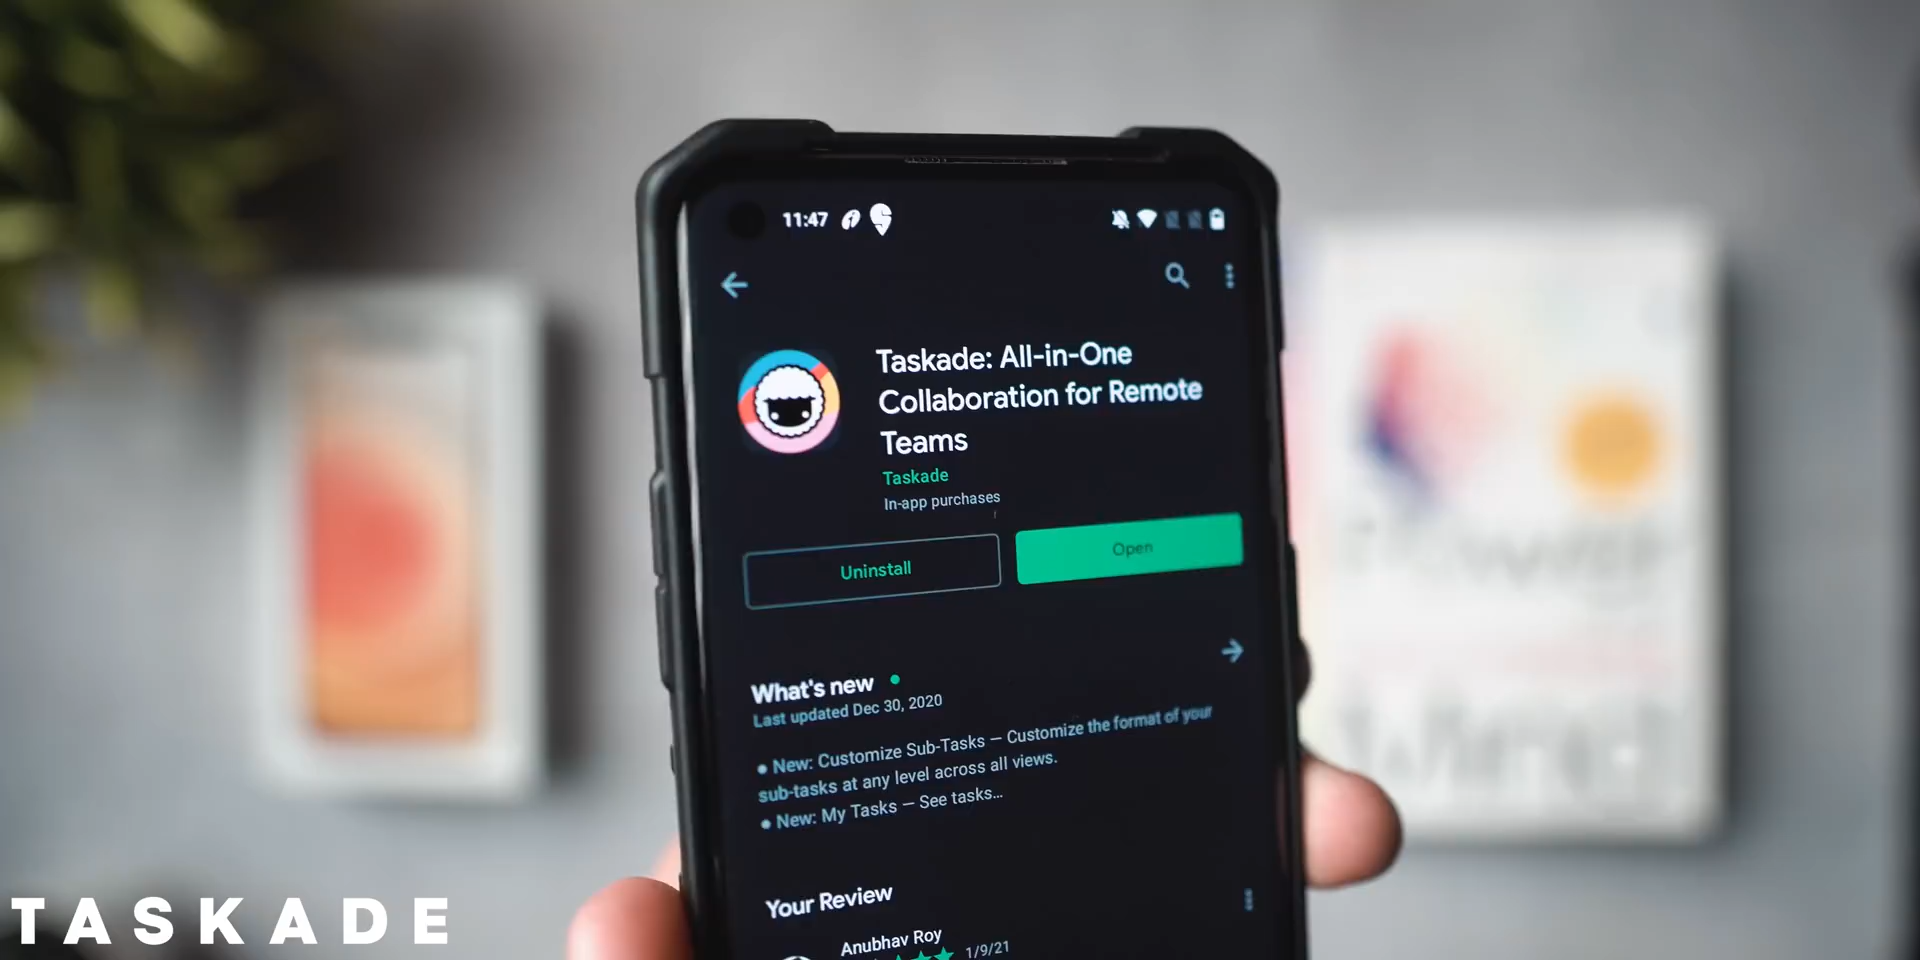 11:47
Taskade: All-in-One
Collaboration for Remote
Teams
Taskade
In-app purchases
Uninstall
Open
What's new
Last updated Dec 30, 2020
• New: Customize Sub-Tasks — Customize the format of your
sub-tasks at any level across all views.
• New: My Tasks — See tasks...
Your Review
Anubhav Roy
1/9/21
TASKADE